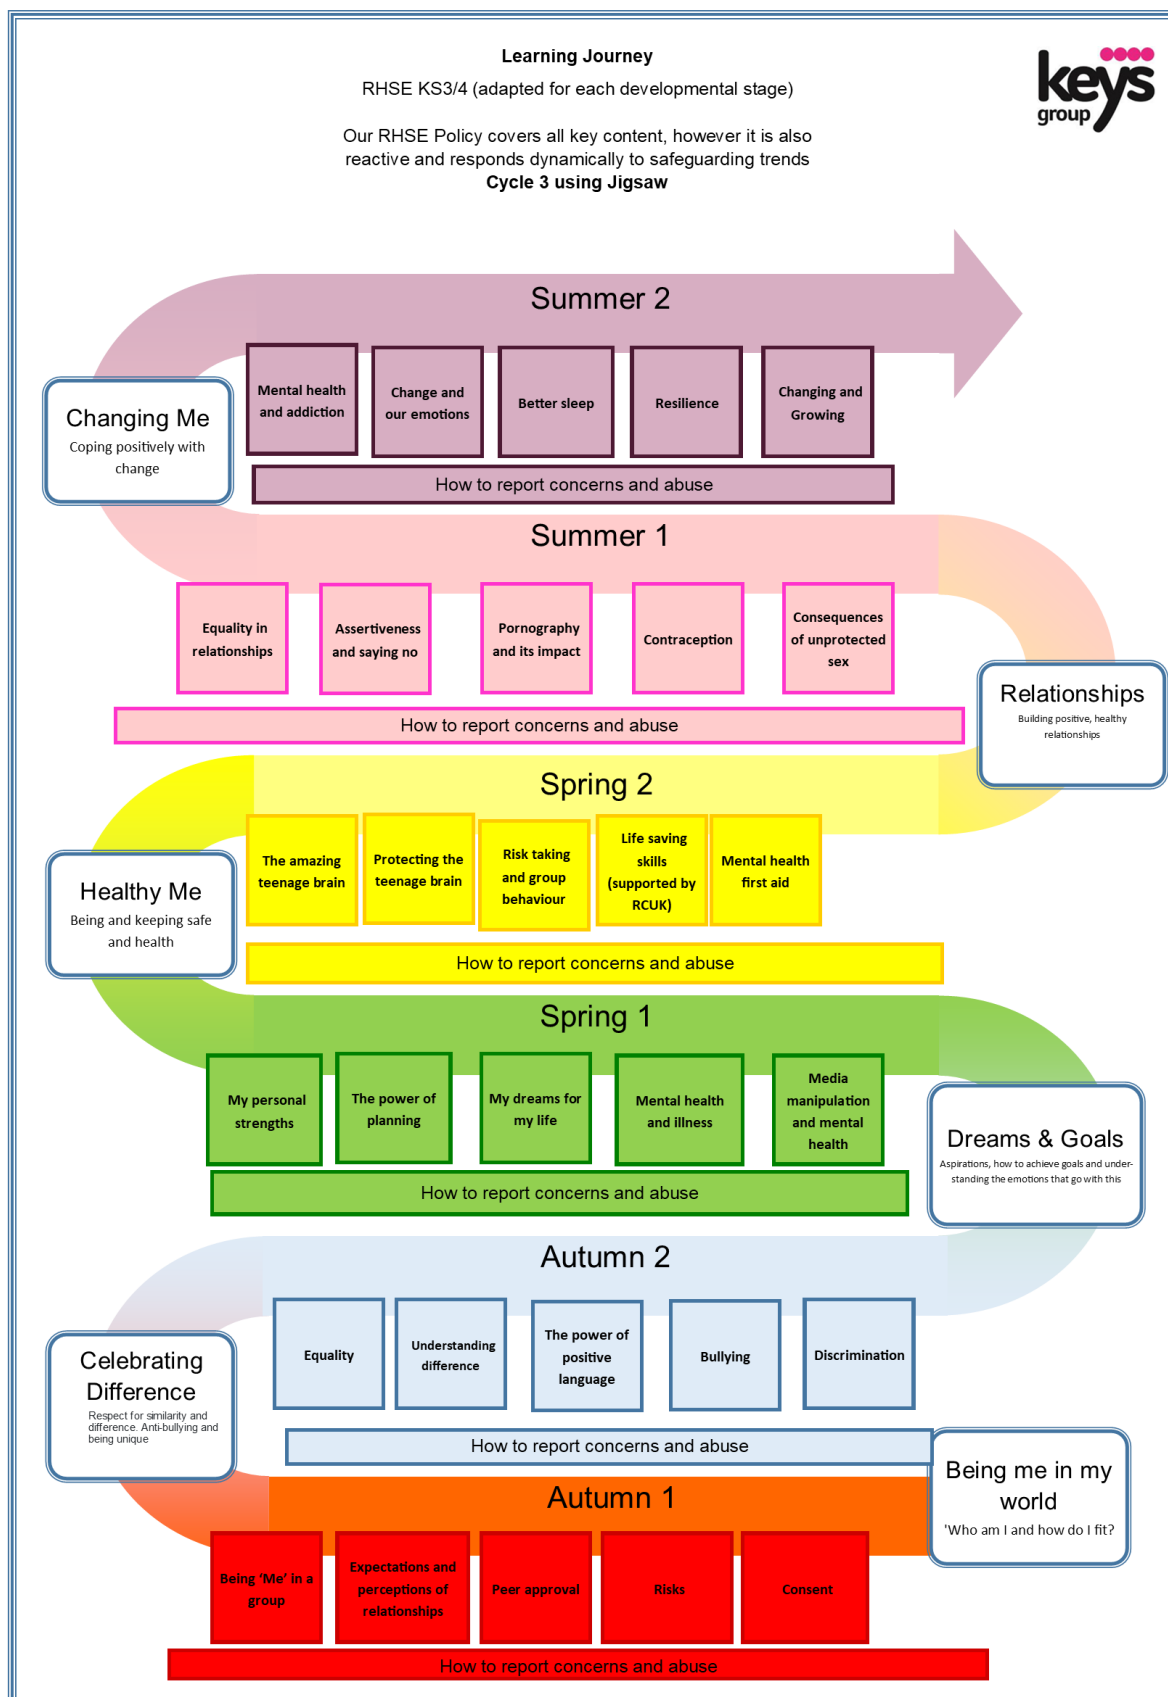 Learning Journey
RHSE KS3/4 (adapted for each developmental stage)
Our RHSE Policy covers all key content, however it is also
reactive and responds dynamically to safeguarding trends
Cycle 3 using Jigsaw
keys
group
Summer 2
Mental health
and addiction
Change and
our emotions
Better sleep
Resilience
Changing and
Growing
Changing Me
Coping positively with
change
How to report concerns and abuse
Summer 1
Equality in
relationships
Assertiveness
and saying no
Pornography
and its impact
Contraception
Consequences
of unprotected
sex
Relationships
Building positive, healthy
relationships
How to report concerns and abuse
Spring 2
The amazing
teenage brain
Protecting the
teenage brain
Risk taking
and group
behaviour
Life saving
skills
(supported by
RCUK)
Mental health
first aid
Healthy Me
Being and keeping safe
and health
How to report concerns and abuse
Spring 1
My personal
strengths
The power of
planning
My dreams for
my life
Mental health
and illness
Media
manipulation
and mental
health
Dreams & Goals
Aspirations, how to achieve goals and under-
standing the emotions that go with this
How to report concerns and abuse
Autumn 2
Equality
Understanding
difference
The power of
positive
language
Bullying
Discrimination
Celebrating
Difference
Respect for similarity and
difference. Anti-bullying and
being unique
How to report concerns and abuse
Being me in my
world
'Who am I and how do I fit?
Autumn 1
Being ‘Me’ in a
group
Expectations and
perceptions of
relationships
Peer approval
Risks
Consent
How to report concerns and abuse